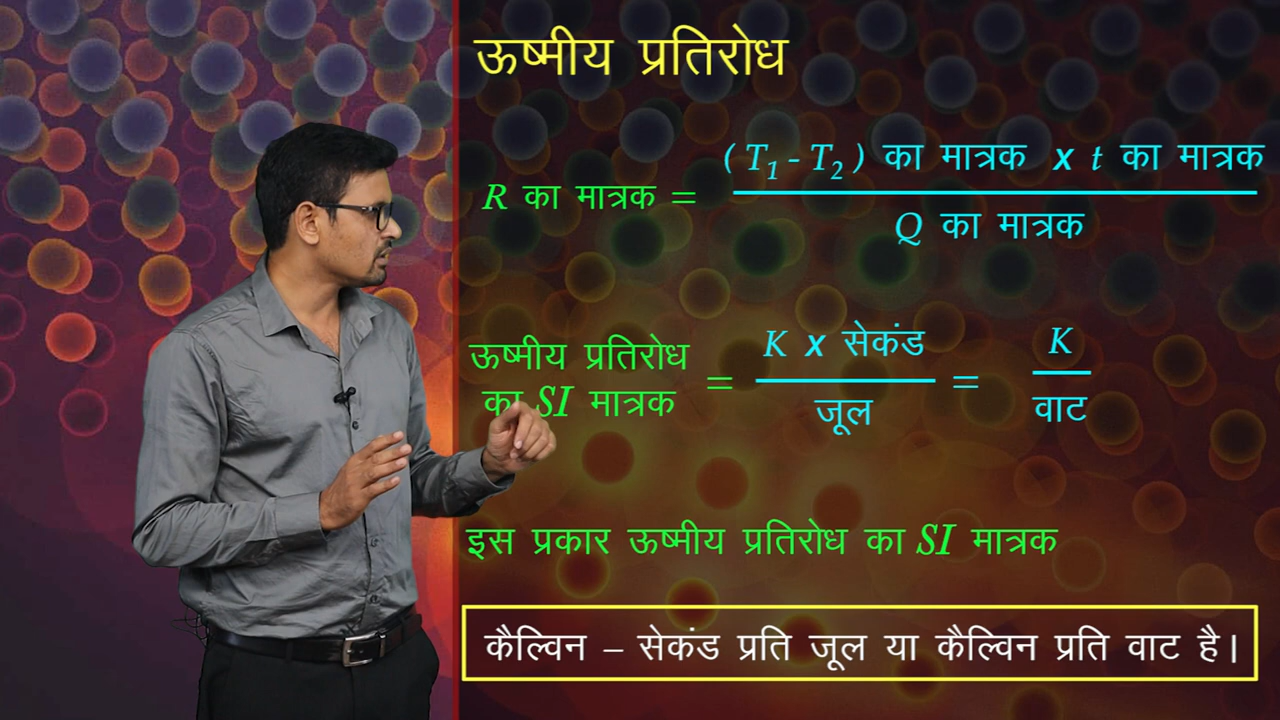 ऊष्मीय प्रतिरोध
( T1 - T2 ) का मात्रक x t का मात्रक
R का मात्रक =
Q का मात्रक
ऊष्मीय प्रतिरोध
का SI मात्रक
=
K x सेकंड
जूल
=
K
वाट
इस प्रकार ऊष्मीय प्रतिरोध का SI मात्रक
कैल्विन – सेकंड प्रति जूल या कैल्विन प्रति वाट है।